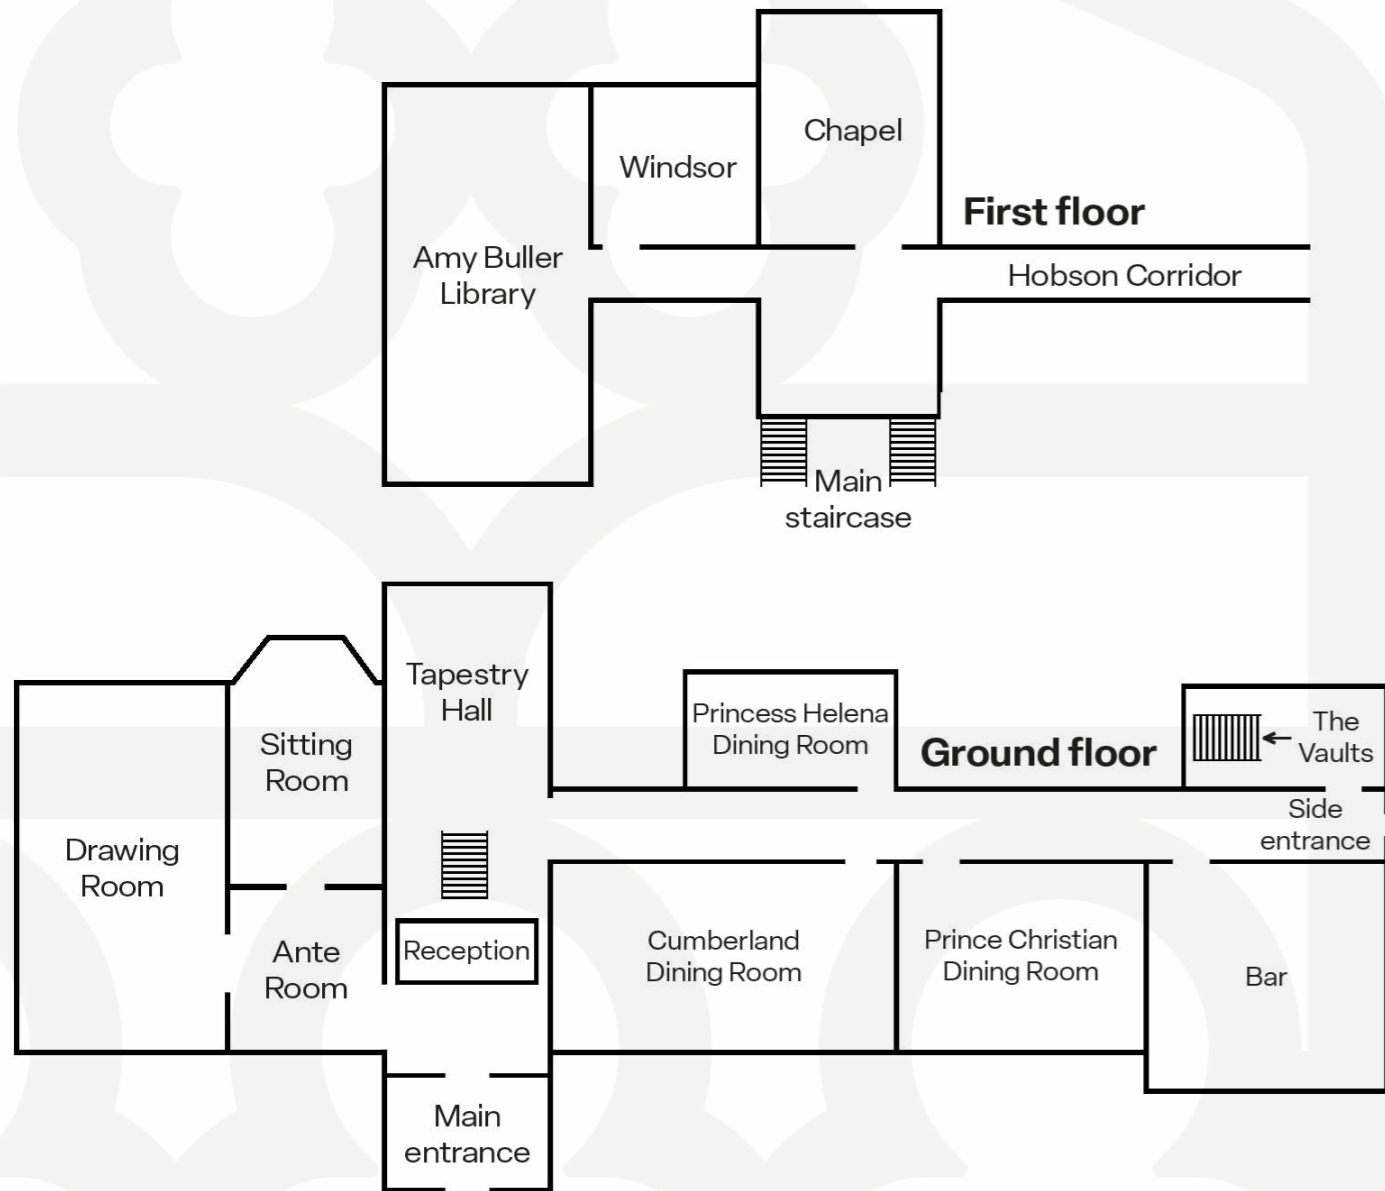 Chapel
Windsor
First floor
Amy Buller
Library
Hobson Corridor
Main
staircase
Tapestry
Hall
Princess Helena
Dining Room
Ground floor
The
Vaults
Sitting
Room
Side
entrance
Drawing
Room
Reception
Ante
Room
Cumberland
Dining Room
Prince Christian
Dining Room
Bar
Main
entrance